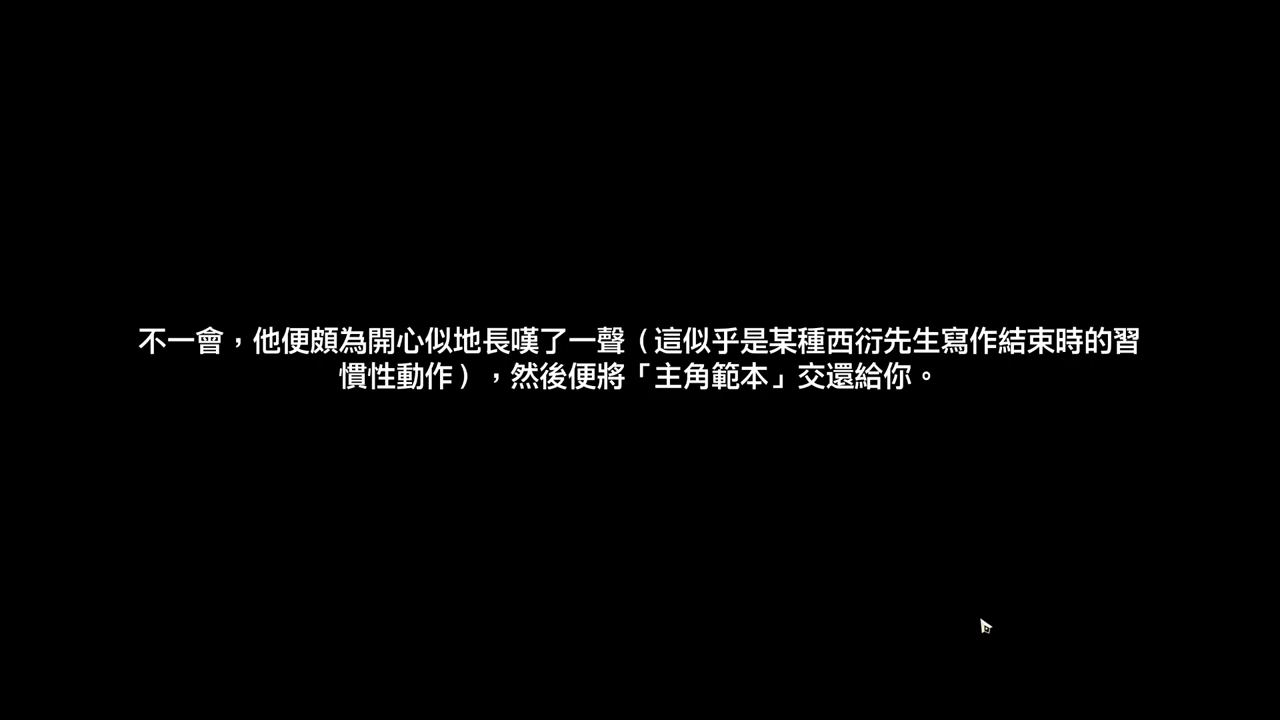 不一會，他便頗為開心似地長嘆了一聲（這似乎是某種西衍先生寫作結束時的習
慣性動作），然後便將「主角範本」交還給你。